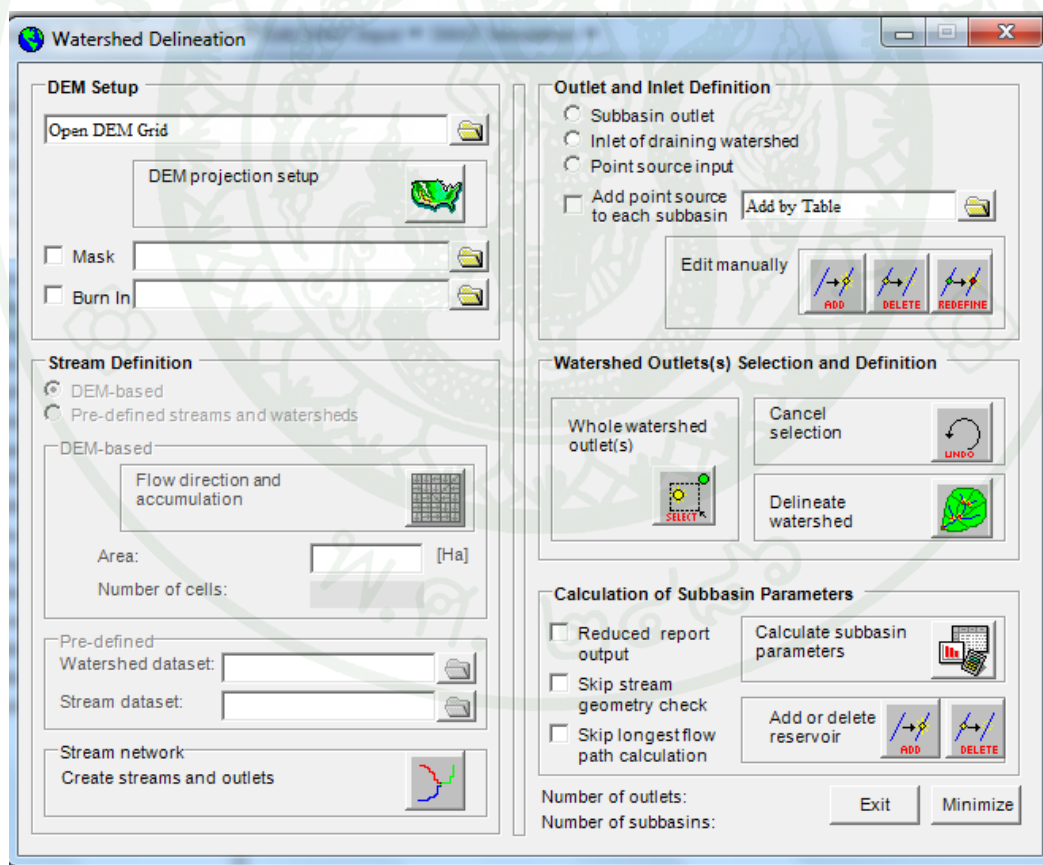 Watershed Delineation
DEM Setup
Open DEM Grid
DEM projection setup
Mask
Burn In
Stream Definition
DEM-based
Pre-defined streams and watersheds
DEM-based
Flow direction and
accumulation
Area:
[Ha]
Number of cells:
Pre-defined
Watershed dataset:
Stream dataset:
Stream network
Create streams and outlets
Outlet and Inlet Definition
Subbasin outlet
Inlet of draining watershed
Point source input
Add point source
to each subbasin
Add by Table
Edit manually
ADD
DELETE
REDEFINE
Watershed Outlets(s) Selection and Definition
Whole watershed
outlet(s)
SELECT
Cancel
selection
UNDO
Delineate
watershed
Calculation of Subbasin Parameters
Reduced report
output
Skip stream
geometry check
Skip longest flow
path calculation
Calculate subbasin
parameters
Add or delete
reservoir
ADD
DELETE
Number of outlets:
Number of subbasins:
Exit
Minimize
พ.ศ. ๒๔๘๖